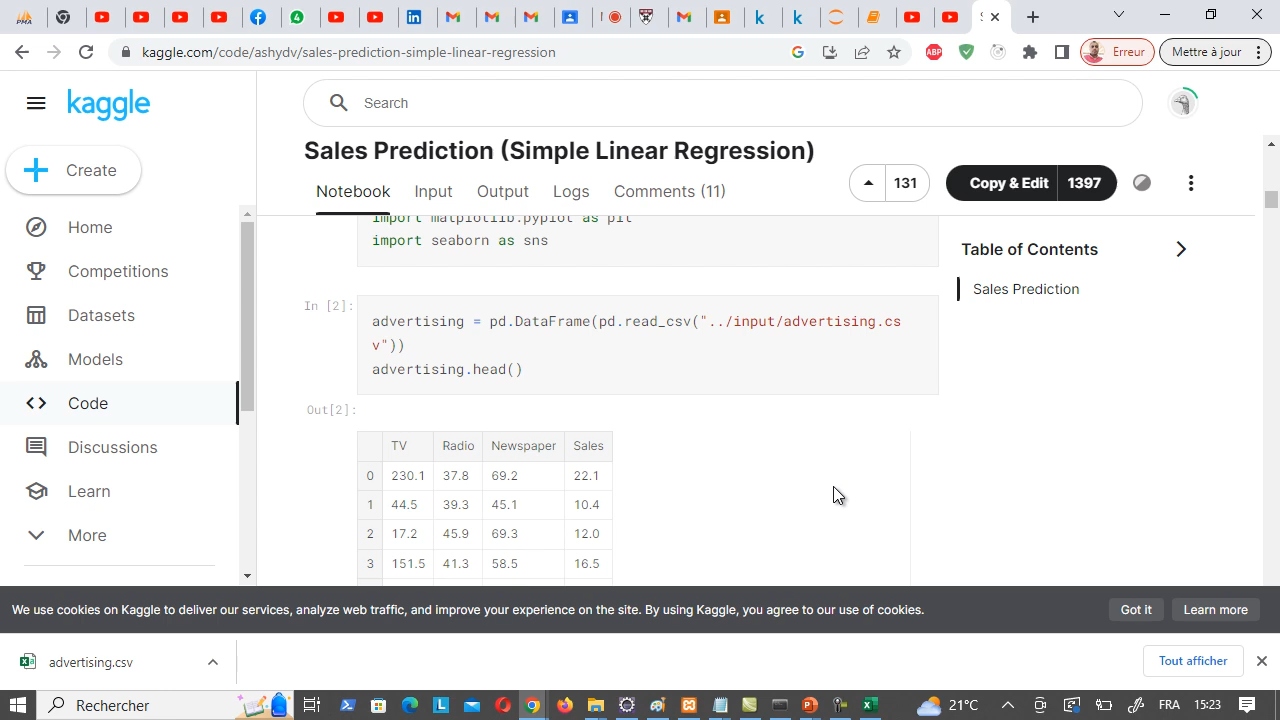 kaggle.com/code/ashydv/sales-prediction-simple-linear-regression
ABP
Erreur
Mettre à jour
kaggle
Search
Create
Sales Prediction (Simple Linear Regression)
Notebook Input Output Logs Comments (11)
131
Copy & Edit 1397
Home
Competitions
Datasets
Models
Code
Discussions
Learn
More
import matplotlib.pyplot as plt
import seaborn as sns
Table of Contents
Sales Prediction
In [2]:
advertising = pd.DataFrame(pd.read_csv("../input/advertising.cs
v"))
advertising.head()
Out[2]:
TV Radio Newspaper Sales
0 230.1 37.8 69.2 22.1
1 44.5 39.3 45.1 10.4
2 17.2 45.9 69.3 12.0
3 151.5 41.3 58.5 16.5
We use cookies on Kaggle to deliver our services, analyze web traffic, and improve your experience on the site. By using Kaggle, you agree to our use of cookies.
Got it
Learn more
advertising.csv
Tout afficher
Rechercher
21°C
FRA
15:23